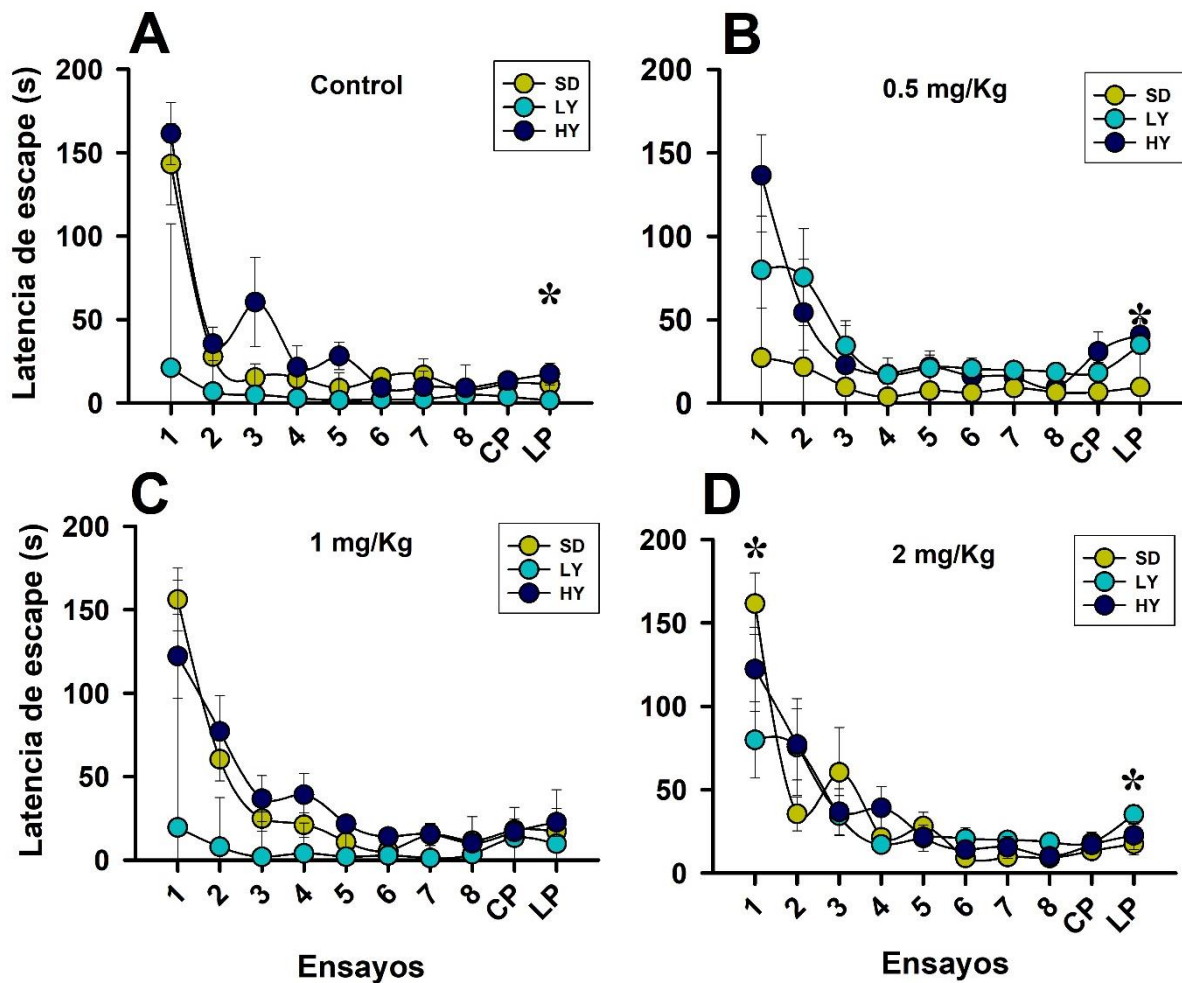 A
Control
SD
LY
HY
Latencia de escape (s)
200
150
100
50
0
*
1 2 3 4 5 6 7 8 CP LP
B
0.5 mg/Kg
SD
LY
HY
200
150
100
50
0
*
1 2 3 4 5 6 7 8 CP LP
C
1 mg/Kg
SD
LY
HY
Latencia de escape (s)
200
150
100
50
0
1 2 3 4 5 6 7 8 CP LP
Ensayos
D
2 mg/Kg
SD
LY
HY
200
150
100
50
0
*
*
1 2 3 4 5 6 7 8 CP LP
Ensayos